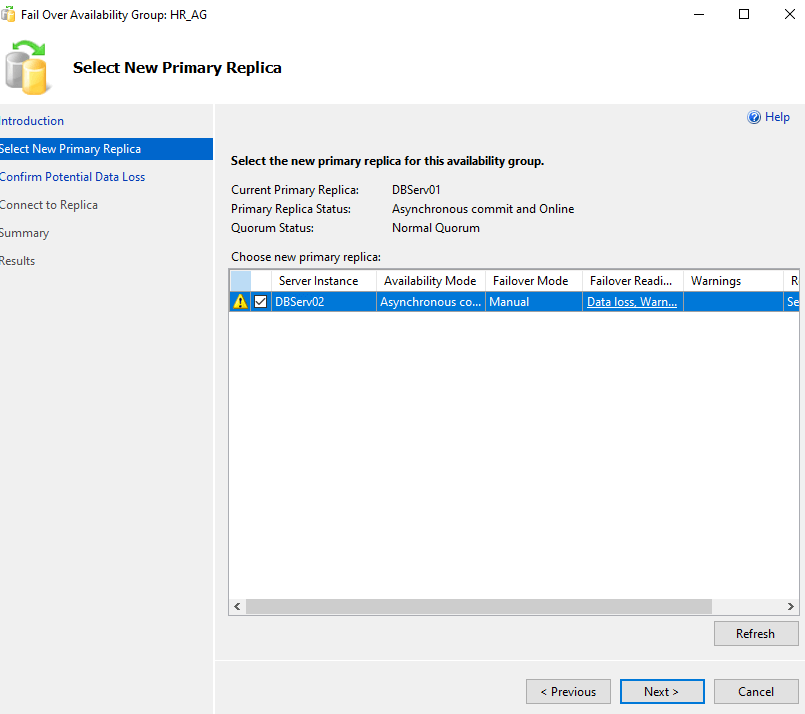 Fail Over Availability Group: HR_AG
Select New Primary Replica
Introduction
Select New Primary Replica
Confirm Potential Data Loss
Connect to Replica
Summary
Results
Help
Select the new primary replica for this availability group.
Current Primary Replica: DBServ01
Primary Replica Status: Asynchronous commit and Online
Quorum Status: Normal Quorum
Choose new primary replica:
Server Instance Availability Mode Failover Mode Failover Readi... Warnings R
DBServ02 Asynchronous co... Manual Data loss, Warn... Se
Refresh
< Previous Next > Cancel